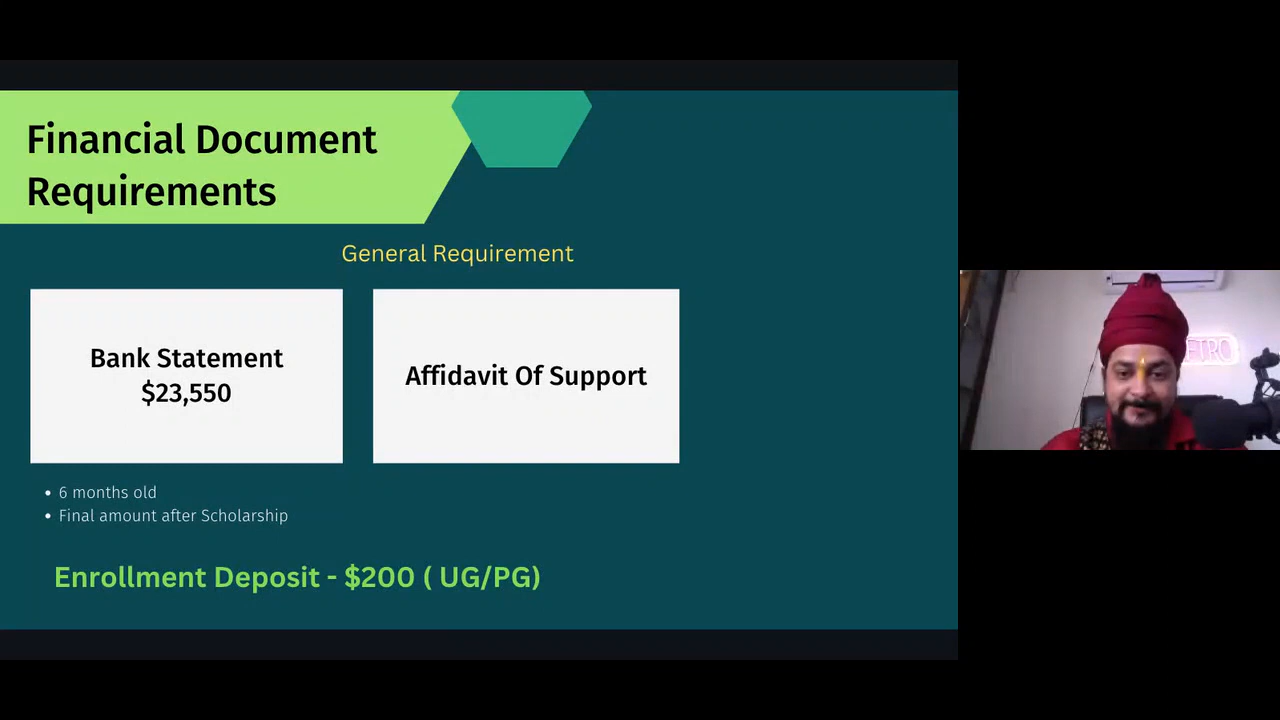 Financial Document
Requirements
General Requirement
Bank Statement
$23,550
Affidavit Of Support
• 6 months old
• Final amount after Scholarship
Enrollment Deposit - $200 ( UG/PG)